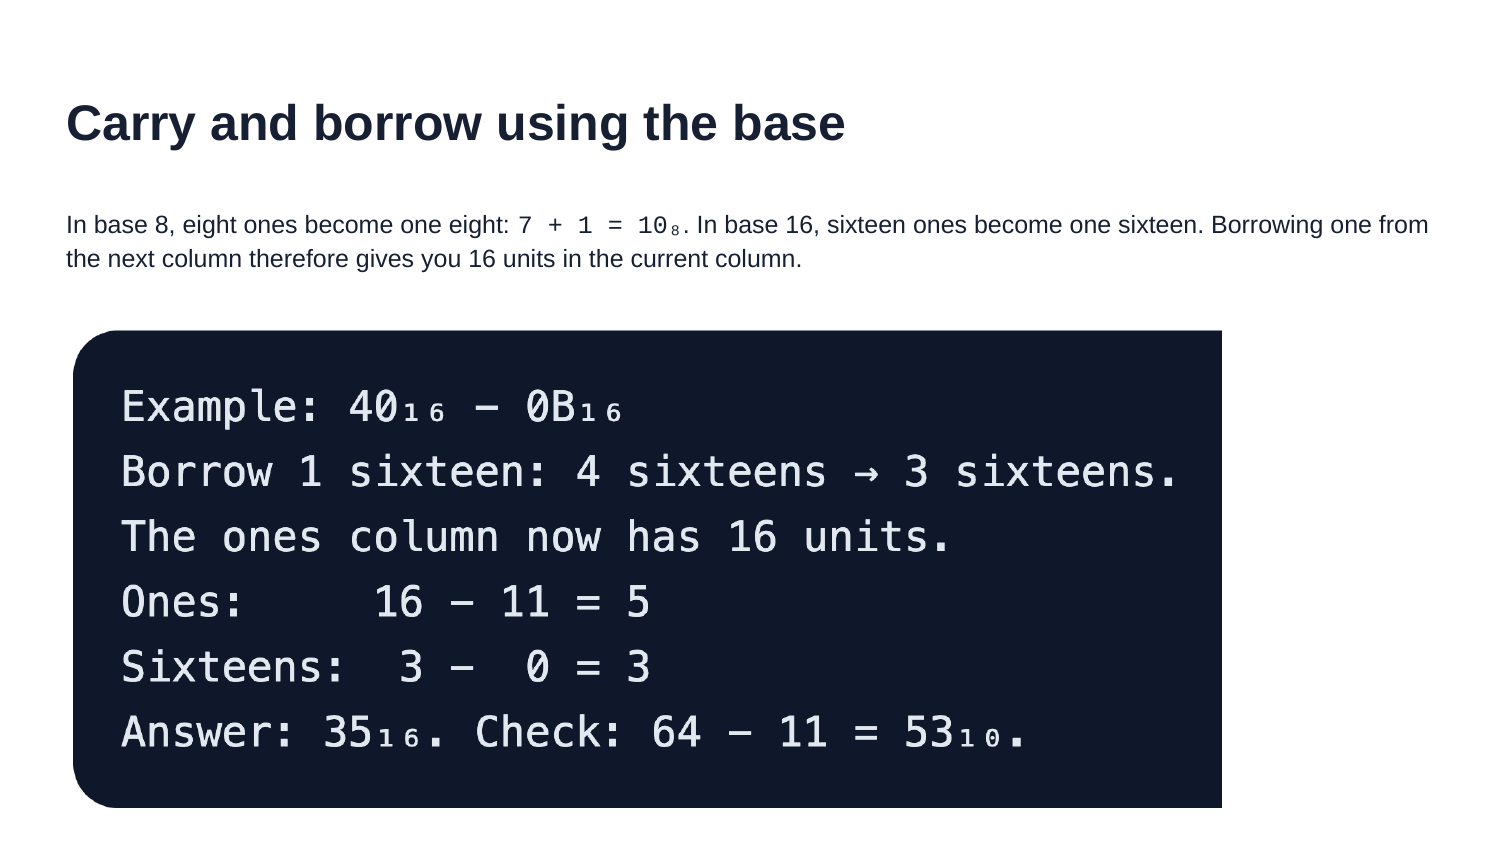 Carry and borrow using the base
In base 8, eight ones become one eight: 7 + 1 = 10₈. In base 16, sixteen ones become one sixteen. Borrowing one from
the next column therefore gives you 16 units in the current column.
Example: 40₁₆ − 0B₁₆
Borrow 1 sixteen: 4 sixteens → 3 sixteens.
The ones column now has 16 units.
Ones:     16 − 11 = 5
Sixteens:  3 −  0 = 3
Answer: 35₁₆. Check: 64 − 11 = 53₁₀.